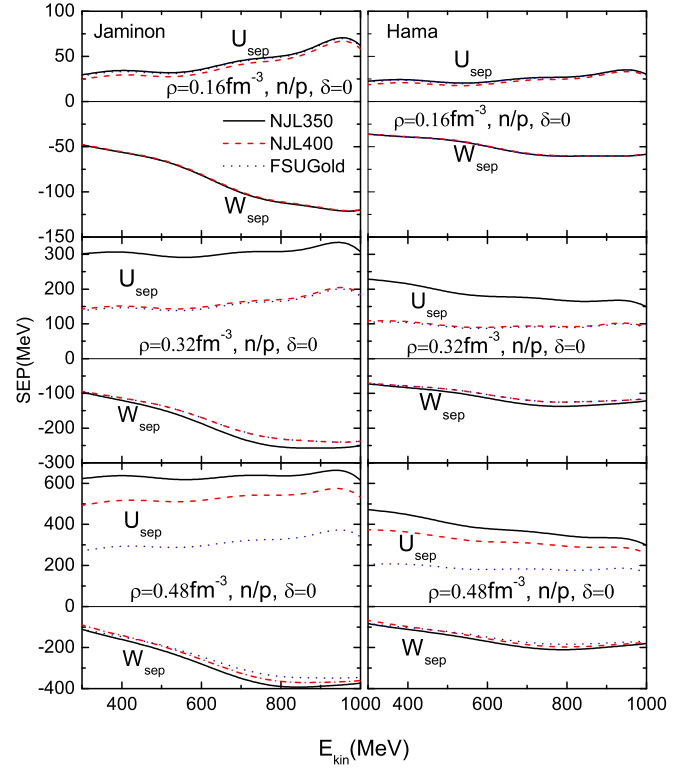 100
Jaminon
Hama
U sep
U sep
50
ρ=0.16fm⁻³, n/p, δ=0
0
ρ=0.16fm⁻³, n/p, δ=0
NJL350
-50
NJL400
FSUGold
W sep
-100
W sep
-150
300
200
U sep
U sep
100
ρ=0.32fm⁻³, n/p, δ=0
ρ=0.32fm⁻³, n/p, δ=0
0
SEP(MeV)
-100
W sep
W sep
-200
-300
600
400
U sep
U sep
200
ρ=0.48fm⁻³, n/p, δ=0
ρ=0.48fm⁻³, n/p, δ=0
0
-200
W sep
W sep
-400
400 600 800 1000 400 600 800 1000
E kin(MeV)